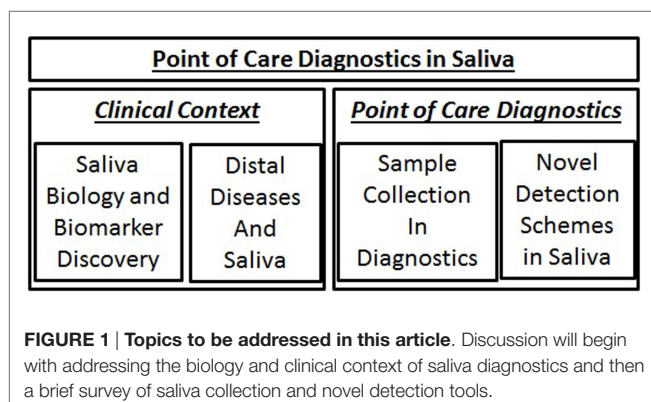 Point of Care Diagnostics in Saliva
Clinical Context
Saliva
Biology and
Biomarker
Discovery
Distal
Diseases
And
Saliva
Point of Care Diagnostics
Sample
Collection
In
Diagnostics
Novel
Detection
Schemes
in Saliva
FIGURE 1 | Topics to be addressed in this article. Discussion will begin
with addressing the biology and clinical context of saliva diagnostics and then
a brief survey of saliva collection and novel detection tools.